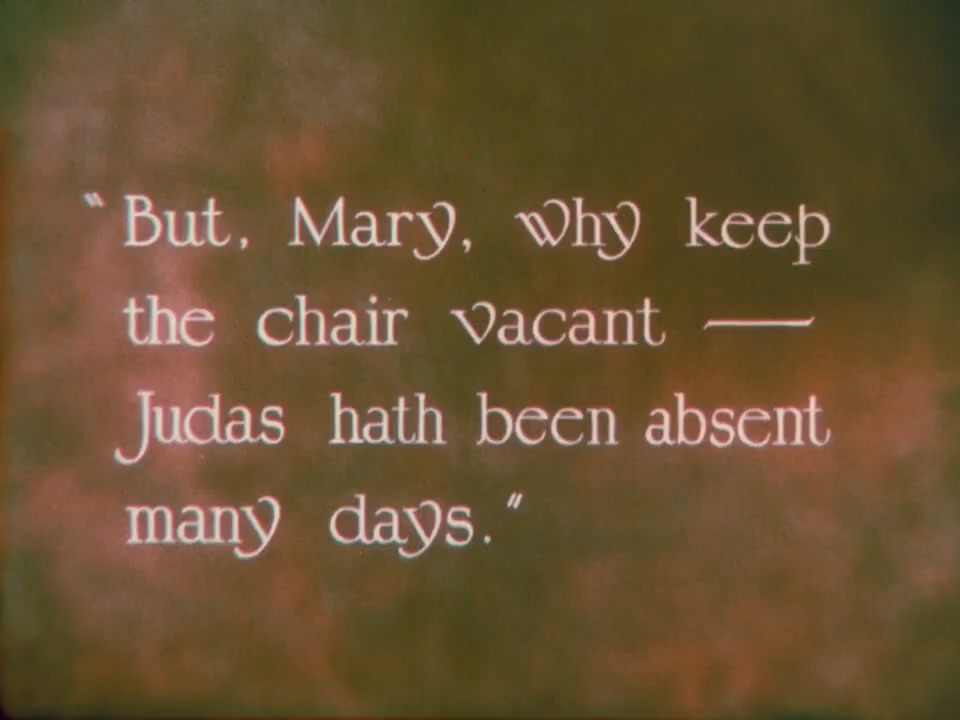 "But, Mary, why keep
the chair vacant —
Judas hath been absent
many days."